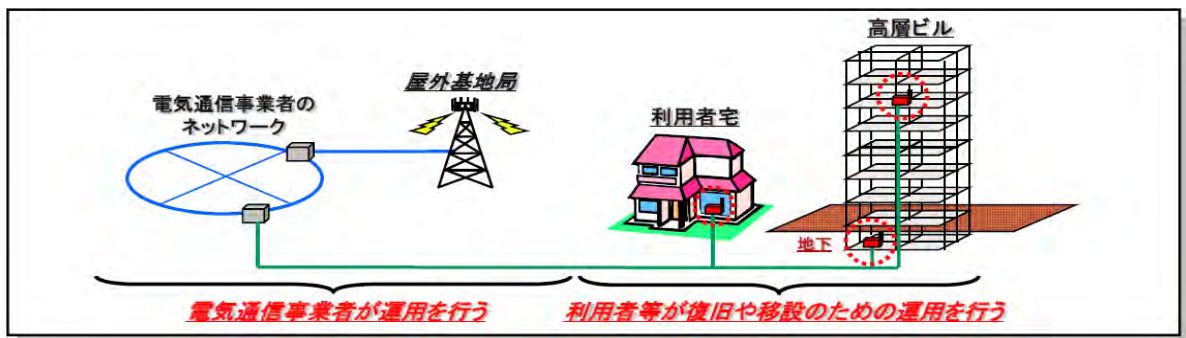 高層ビル
屋外基地局
電気通信事業者の
ネットワーク
利用者宅
地下
電気通信事業者が運用を行う
利用者等が復旧や移設のための運用を行う